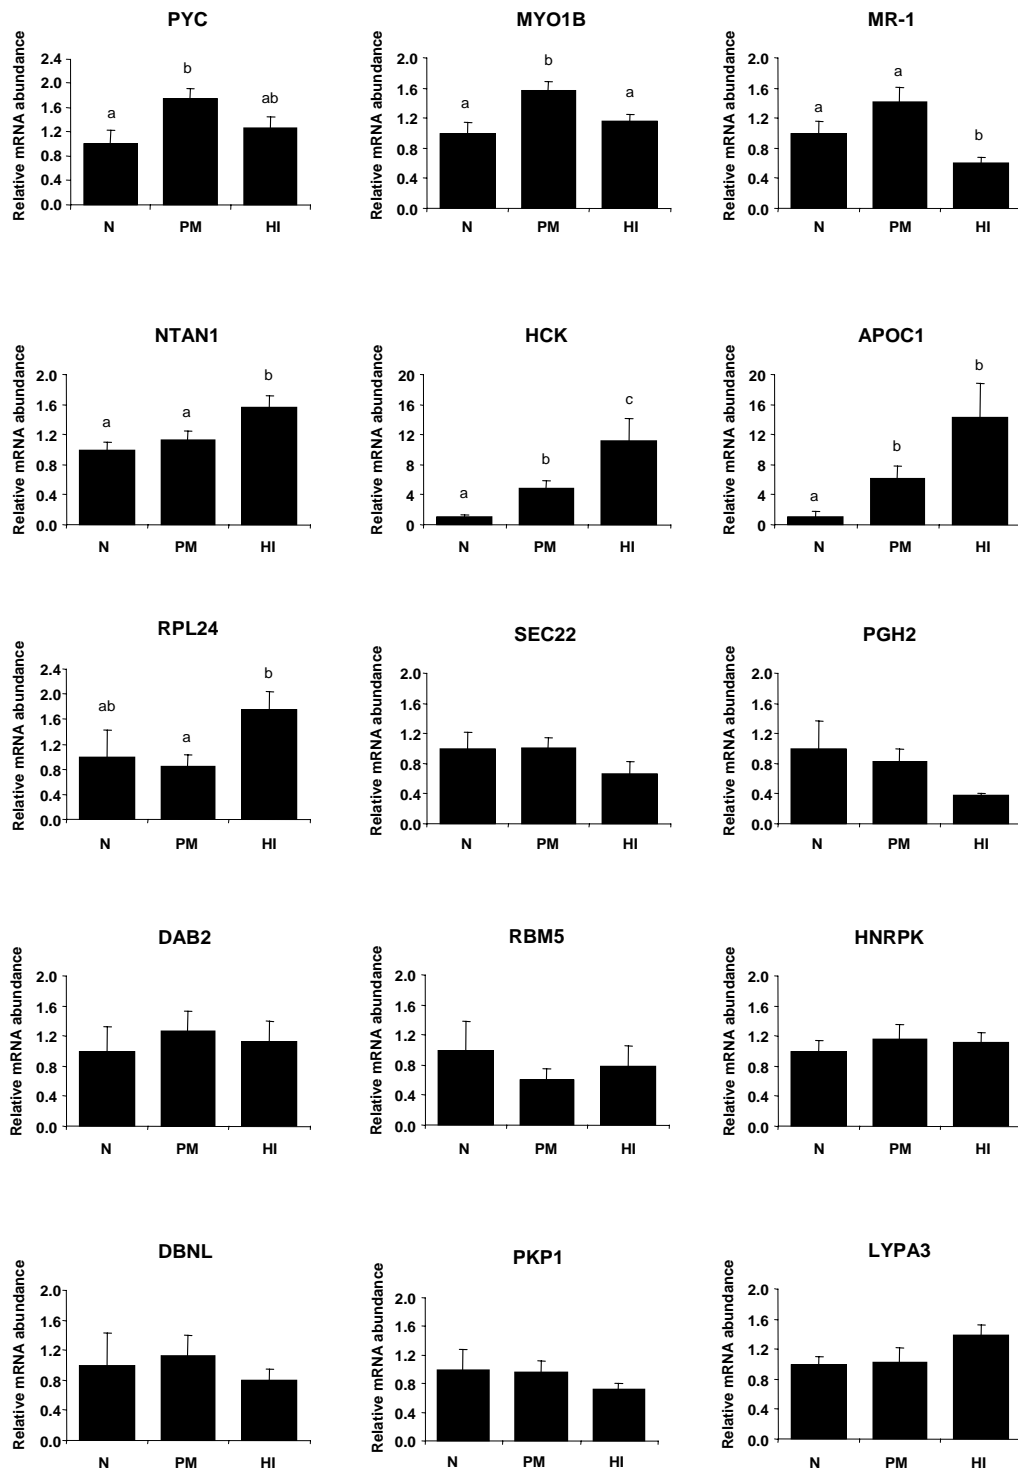 PYC
Relative mRNA abundance
2.4
2.0
1.6
1.2
0.8
0.4
0.0
a
b
ab
N PM HI
MYO1B
Relative mRNA abundance
2.0
1.6
1.2
0.8
0.4
0.0
a
b
a
N PM HI
MR-1
Relative mRNA abundance
2.0
1.6
1.2
0.8
0.4
0.0
a
a
b
N PM HI
NTAN1
Relative mRNA abundance
2.0
1.6
1.2
0.8
0.4
0.0
a
a
b
N PM HI
HCK
Relative mRNA abundance
20
16
12
8
4
0
a
b
c
N PM HI
APOC1
Relative mRNA abundance
20
16
12
8
4
0
a
b
b
N PM HI
RPL24
Relative mRNA abundance
2.4
2.0
1.6
1.2
0.8
0.4
0.0
ab
a
b
N PM HI
SEC22
Relative mRNA abundance
2.0
1.6
1.2
0.8
0.4
0.0
N PM HI
PGH2
Relative mRNA abundance
2.0
1.6
1.2
0.8
0.4
0.0
N PM HI
DAB2
Relative mRNA abundance
2.0
1.6
1.2
0.8
0.4
0.0
N PM HI
RBM5
Relative mRNA abundance
2.0
1.6
1.2
0.8
0.4
0.0
N PM HI
HNRPK
Relative mRNA abundance
2.0
1.6
1.2
0.8
0.4
0.0
N PM HI
DBNL
Relative mRNA abundance
2.0
1.6
1.2
0.8
0.4
0.0
N PM HI
PKP1
Relative mRNA abundance
2.0
1.6
1.2
0.8
0.4
0.0
N PM HI
LYPA3
Relative mRNA abundance
2.0
1.6
1.2
0.8
0.4
0.0
N PM HI